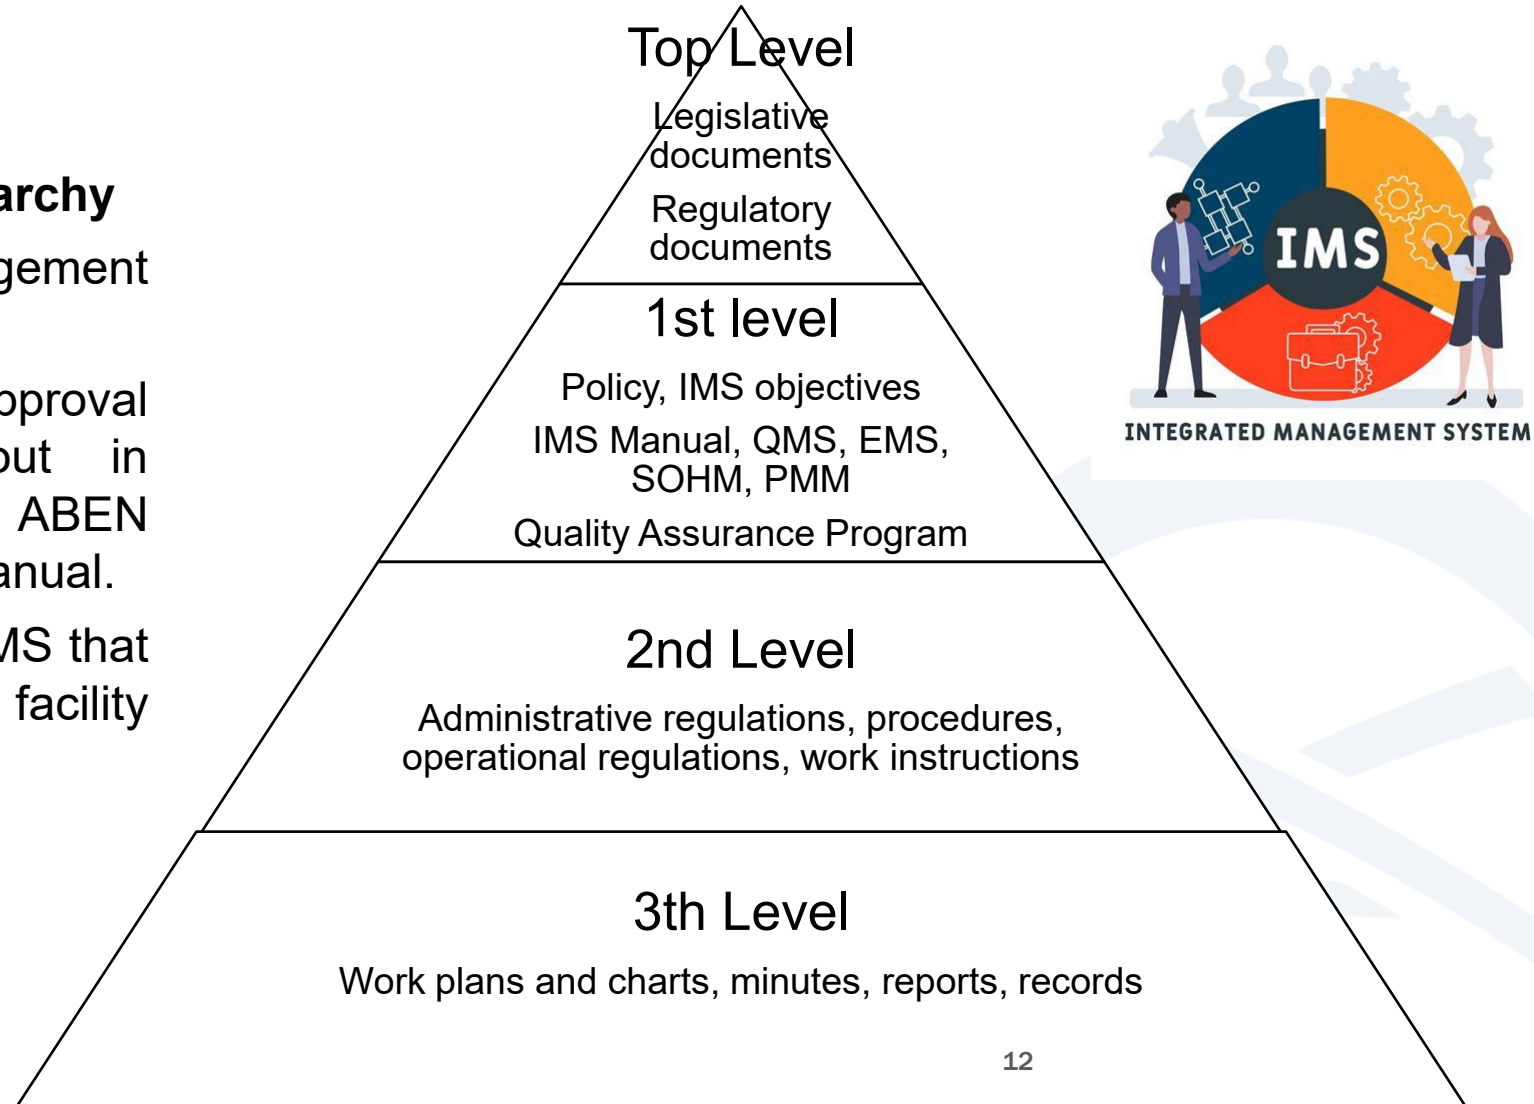 archy
gement
pproval
out in
ABEN
anual.
MS that
facility
Top Level
Legislative
documents
Regulatory
documents
1st level
Policy, IMS objectives
IMS Manual, QMS, EMS,
SOHM, PMM
Quality Assurance Program
2nd Level
Administrative regulations, procedures,
operational regulations, work instructions
3th Level
Work plans and charts, minutes, reports, records
IMS
INTEGRATED MANAGEMENT SYSTEM
12